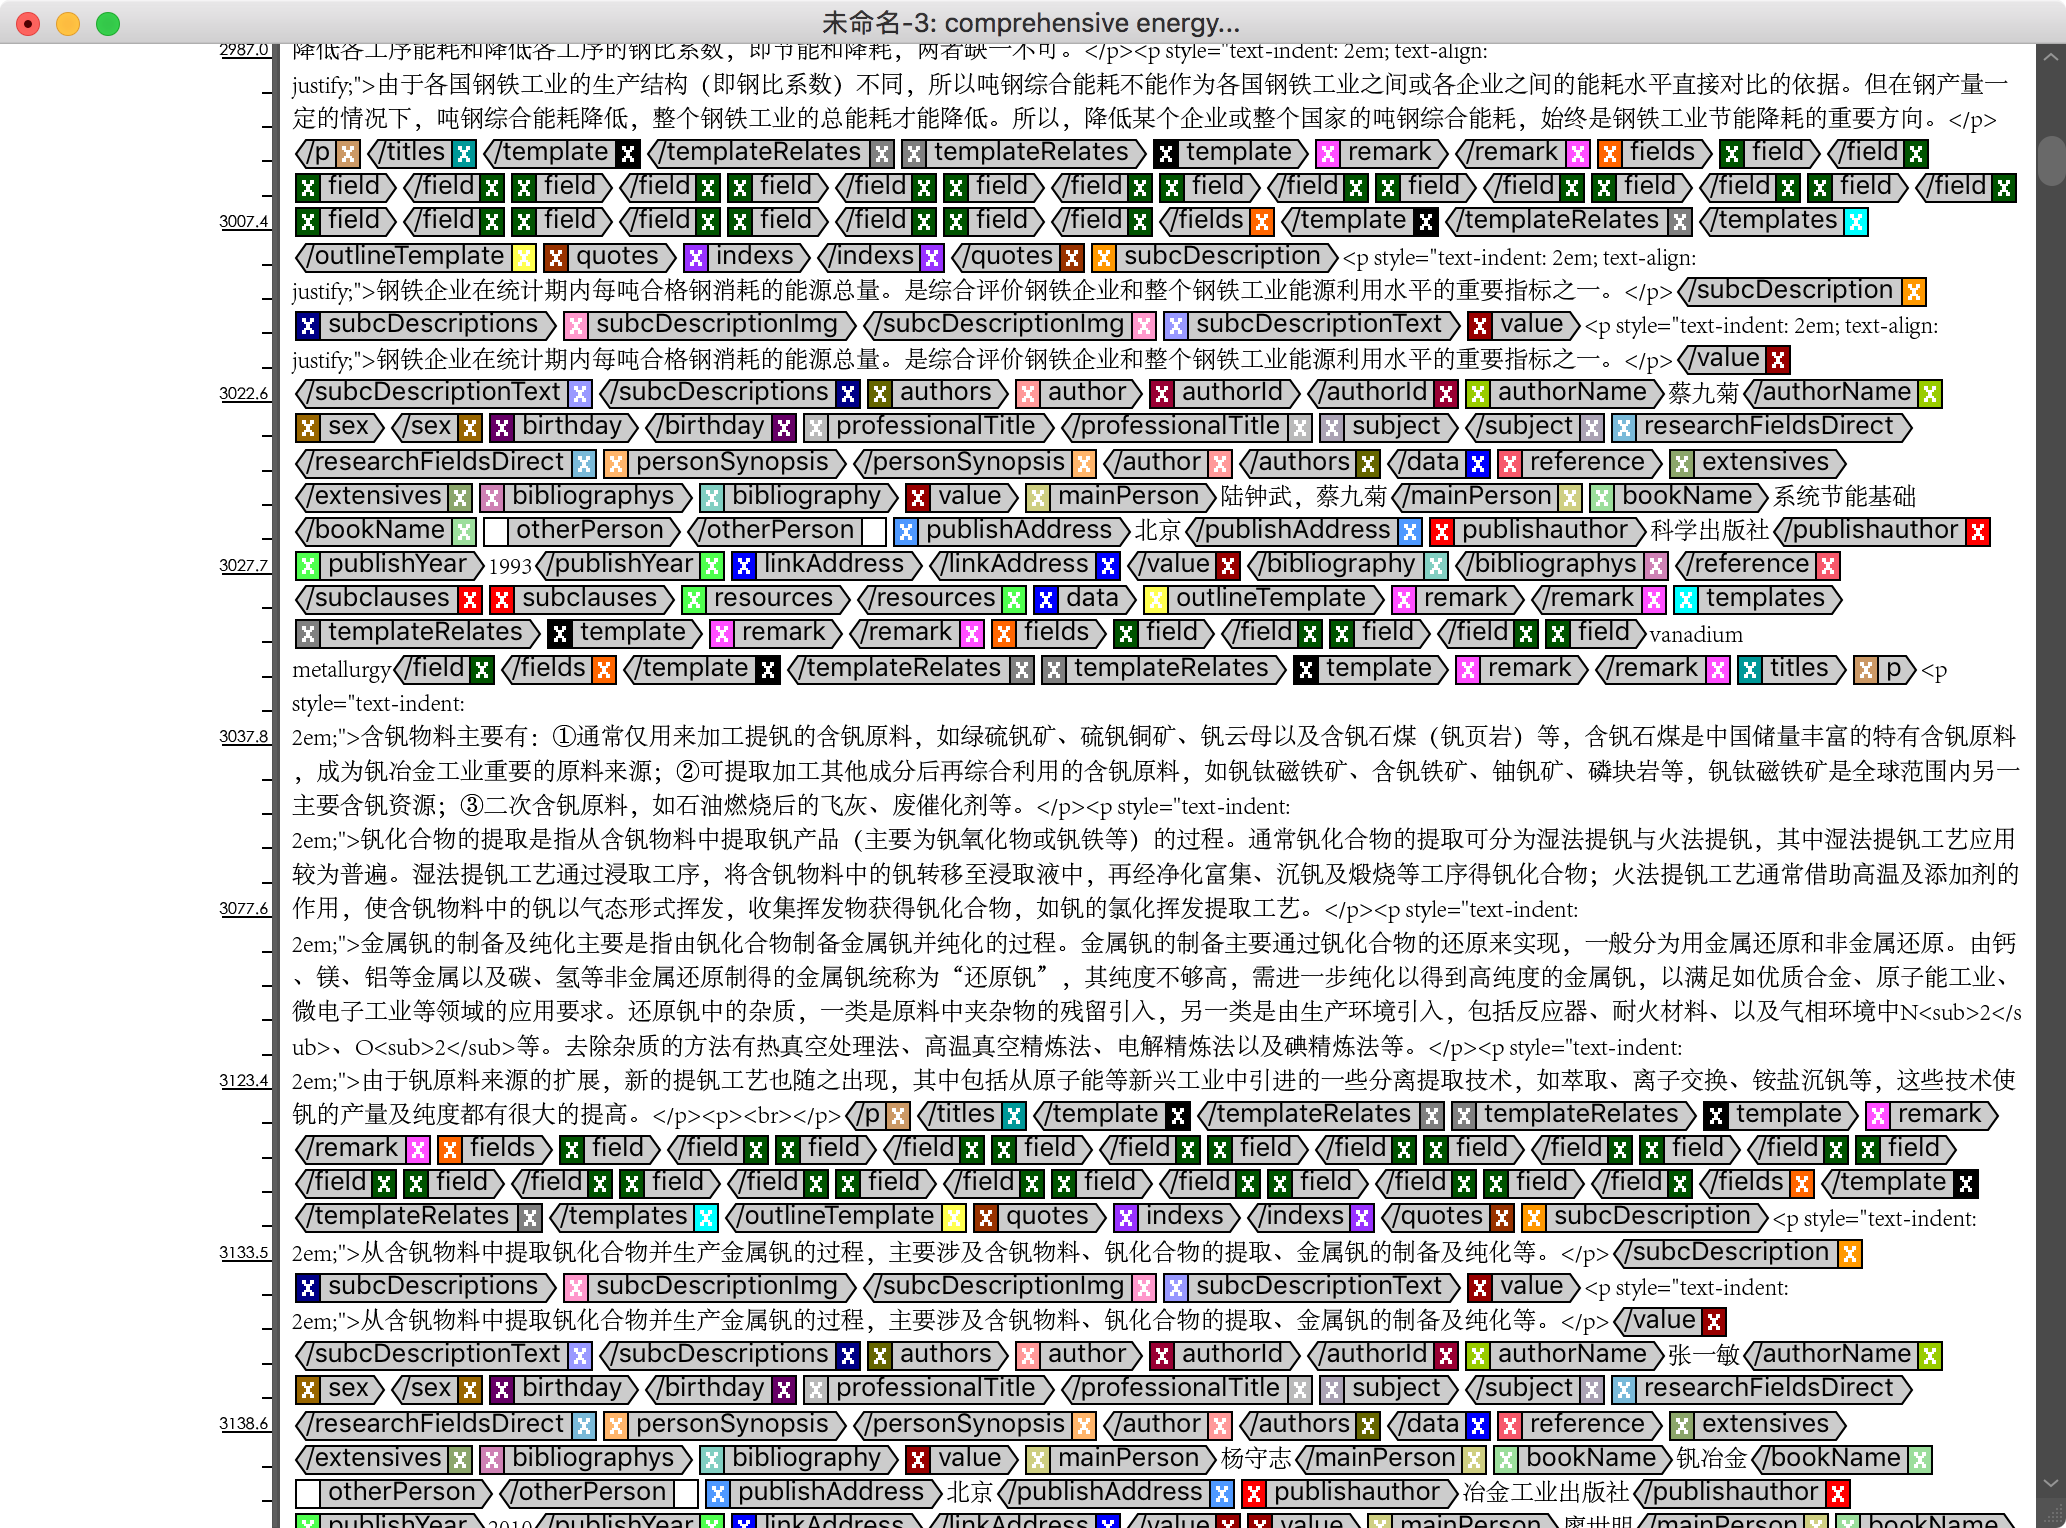 未命名-3: comprehensive energy...
2987.0 降低各工序能耗和降低各工序的钢比系数，即节能和降耗，两者缺一不可。</p><p style="text-indent: 2em; text-align:
justify;">由于各国钢铁工业的生产结构（即钢比系数）不同，所以吨钢综合能耗不能作为各国钢铁工业之间或各企业之间的能耗水平直接对比的依据。但在钢产量一
定的情况下，吨钢综合能耗降低，整个钢铁工业的总能耗才能降低。所以，降低某个企业或整个国家的吨钢综合能耗，始终是钢铁工业节能降耗的重要方向。</p>
/p /titles /template /templateRelates templateRelates template remark /remark fields field /field
field /field field /field field /field field /field field /field field /field field /field field /field
3007.4 field /field field /field field /field field /field /fields /template /templateRelates /templates
/outlineTemplate quotes indexs /indexs /quotes subcDescription <p style="text-indent: 2em; text-align:
justify;">钢铁企业在统计期内每吨合格钢消耗的能源总量。是综合评价钢铁企业和整个钢铁工业能源利用水平的重要指标之一。</p> /subcDescription
subcDescriptions subcDescriptionImg /subcDescriptionImg subcDescriptionText value <p style="text-indent: 2em; text-align:
justify;">钢铁企业在统计期内每吨合格钢消耗的能源总量。是综合评价钢铁企业和整个钢铁工业能源利用水平的重要指标之一。</p> /value
3022.6 /subcDescriptionText /subcDescriptions authors author authorId /authorId authorName 蔡九菊 /authorName
sex /sex birthday /birthday professionalTitle /professionalTitle subject /subject researchFieldsDirect
/researchFieldsDirect personSynopsis /personSynopsis /author /authors /data reference extensives
/extensives bibliographys bibliography value mainPerson 陆钟武，蔡九菊 /mainPerson bookName 系统节能基础
/bookName otherPerson /otherPerson publishAddress 北京 /publishAddress publishauthor 科学出版社 /publishauthor
3027.7 publishYear 1993 /publishYear linkAddress /linkAddress /value /bibliography /bibliographys /reference
/subclauses subclauses resources /resources data outlineTemplate remark /remark templates
templateRelates template remark /remark fields field /field field /field field vanadium
metallurgy /field /fields /template /templateRelates templateRelates template remark /remark titles p <p
style="text-indent:
3037.8 2em;">含钒物料主要有：①通常仅用来加工提钒的含钒原料，如绿硫钒矿、硫钒铜矿、钒云母以及含钒石煤（钒页岩）等，含钒石煤是中国储量丰富的特有含钒原料
，成为钒冶金工业重要的原料来源；②可提取加工其他成分后再综合利用的含钒原料，如钒钛磁铁矿、含钒铁矿、铀钒矿、磷块岩等，钒钛磁铁矿是全球范围内另一
主要含钒资源；③二次含钒原料，如石油燃烧后的飞灰、废催化剂等。</p><p style="text-indent:
2em;">钒化合物的提取是指从含钒物料中提取钒产品（主要为钒氧化物或钒铁等）的过程。通常钒化合物的提取可分为湿法提钒与火法提钒，其中湿法提钒工艺应用
较为普遍。湿法提钒工艺通过浸取工序，将含钒物料中的钒转移至浸取液中，再经净化富集、沉钒及煅烧等工序得钒化合物；火法提钒工艺通常借助高温及添加剂的
3077.6 作用，使含钒物料中的钒以气态形式挥发，收集挥发物获得钒化合物，如钒的氯化挥发提取工艺。</p><p style="text-indent:
2em;">金属钒的制备及纯化主要是指由钒化合物制备金属钒并纯化的过程。金属钒的制备主要通过钒化合物的还原来实现，一般分为用金属还原和非金属还原。由钙
、镁、铝等金属以及碳、氢等非金属还原制得的金属钒统称为“还原钒”，其纯度不够高，需进一步纯化以得到高纯度的金属钒，以满足如优质合金、原子能工业、
微电子工业等领域的应用要求。还原钒中的杂质，一类是原料中夹杂物的残留引入，另一类是由生产环境引入，包括反应器、耐火材料、以及气相环境中N<sub>2</s
ub>、O<sub>2</sub>等。去除杂质的方法有热真空处理法、高温真空精炼法、电解精炼法以及碘精炼法等。</p><p style="text-indent:
3123.4 2em;">由于钒原料来源的扩展，新的提钒工艺也随之出现，其中包括从原子能等新兴工业中引进的一些分离提取技术，如萃取、离子交换、铵盐沉钒等，这些技术使
钒的产量及纯度都有很大的提高。</p><p><br></p> /p /titles /template /templateRelates templateRelates template remark
/remark fields field /field field /field field /field field /field field /field field /field field
/field field /field field /field field /field field /field field /field field /field /fields /template
/templateRelates /templates /outlineTemplate quotes indexs /indexs /quotes subcDescription <p style="text-indent:
3133.5 2em;">从含钒物料中提取钒化合物并生产金属钒的过程，主要涉及含钒物料、钒化合物的提取、金属钒的制备及纯化等。</p> /subcDescription
subcDescriptions subcDescriptionImg /subcDescriptionImg subcDescriptionText value <p style="text-indent:
2em;">从含钒物料中提取钒化合物并生产金属钒的过程，主要涉及含钒物料、钒化合物的提取、金属钒的制备及纯化等。</p> /value
/subcDescriptionText /subcDescriptions authors author authorId /authorId authorName 张一敏 /authorName
sex /sex birthday /birthday professionalTitle /professionalTitle subject /subject researchFieldsDirect
3138.6 /researchFieldsDirect personSynopsis /personSynopsis /author /authors /data reference extensives
/extensives bibliographys bibliography value mainPerson 杨守志 /mainPerson bookName 钒冶金 /bookName
otherPerson /otherPerson publishAddress 北京 /publishAddress publishauthor 冶金工业出版社 /publishauthor
publishYear 2010 /publishYear linkAddress /linkAddress /value value mainPerson 廖世明 /mainPerson bookName